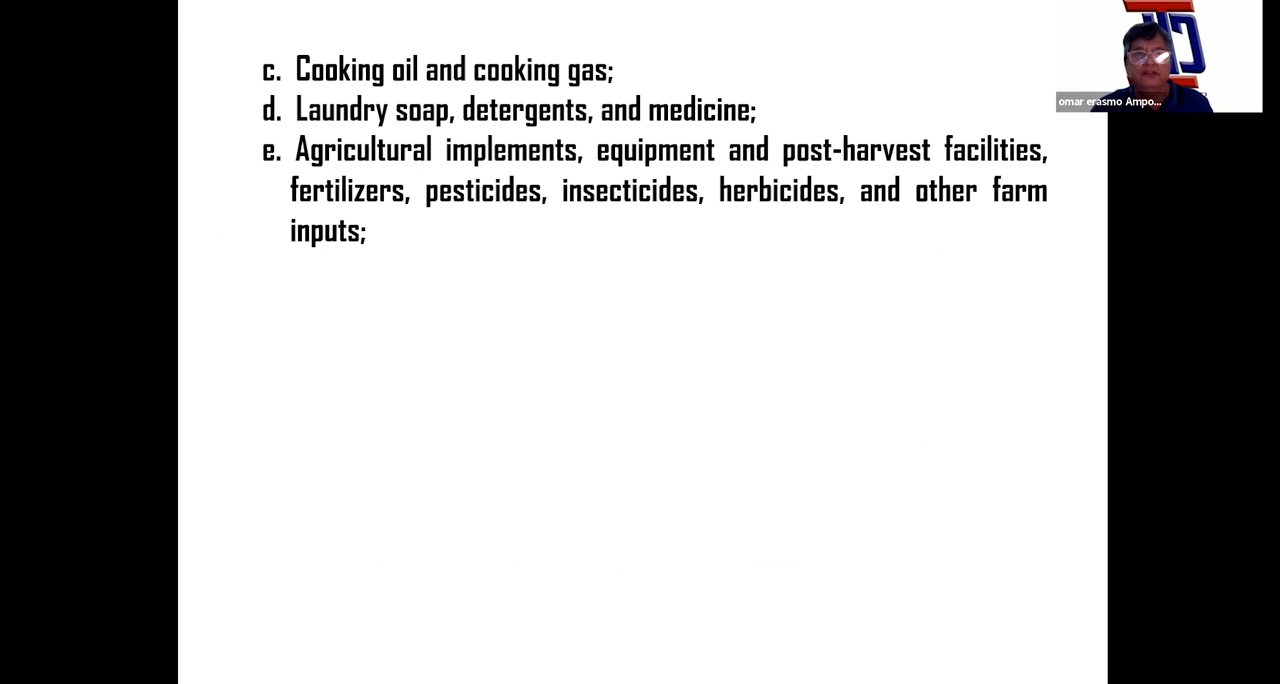 c. Cooking oil and cooking gas;
d. Laundry soap, detergents, and medicine;
e. Agricultural implements, equipment and post-harvest facilities,
fertilizers, pesticides, insecticides, herbicides, and other farm
inputs;
omar erasmo Ampo...